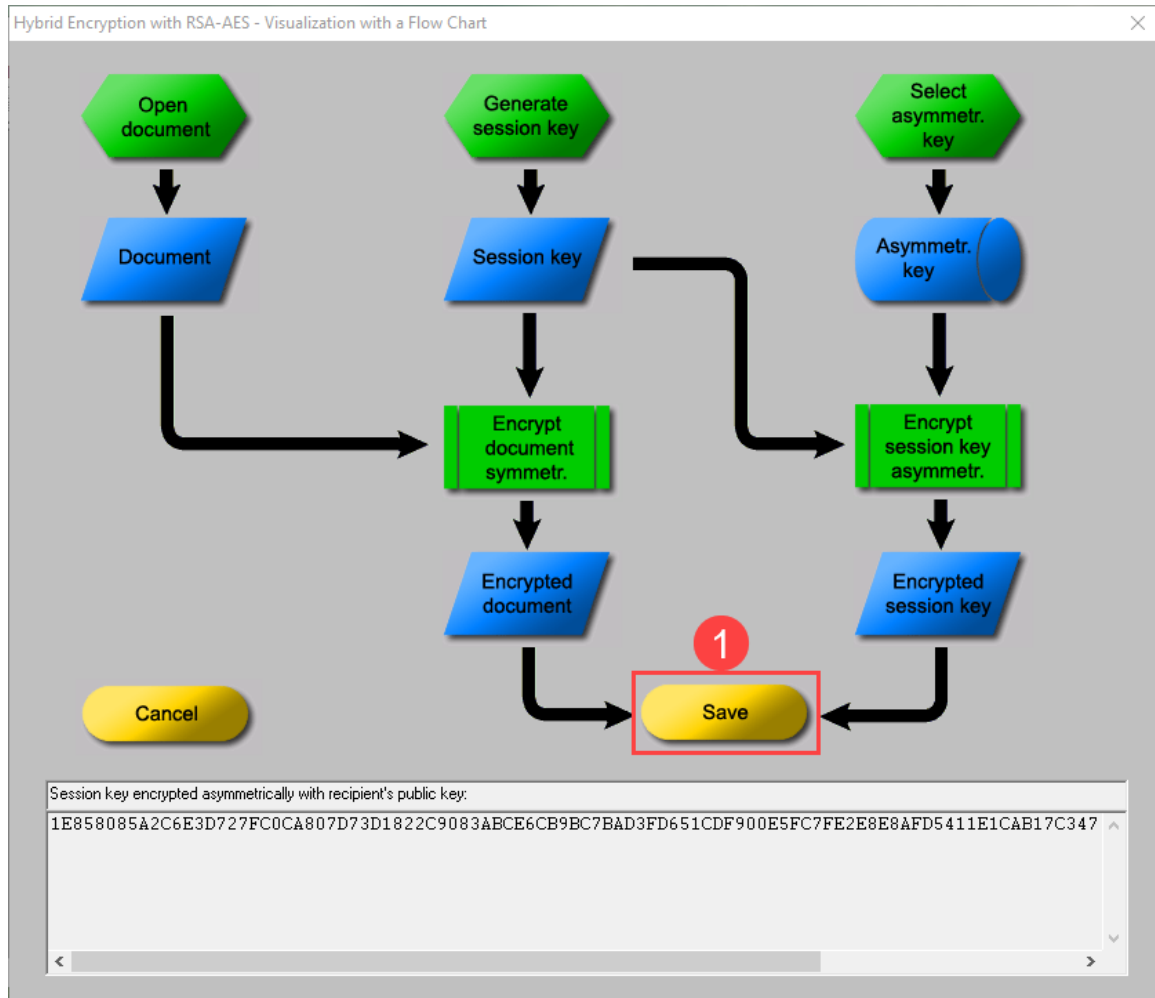 Hybrid Encryption with RSA-AES - Visualization with a Flow Chart
Open
document
Generate
session key
Select
asymmetr.
key
Document
Session key
Asymmetr.
key
Encrypt
document
symmetr.
Encrypt
session key
asymmetr.
Encrypted
document
Encrypted
session key
1
Cancel
Save
Session key encrypted asymmetrically with recipient's public key:
1E858085A2C6E3D727FC0CA807D73D1822C9083ABCE6CB9BC7BAD3FD651CDF900E5FC7FE2E8E8AFD5411E1CAB17C347